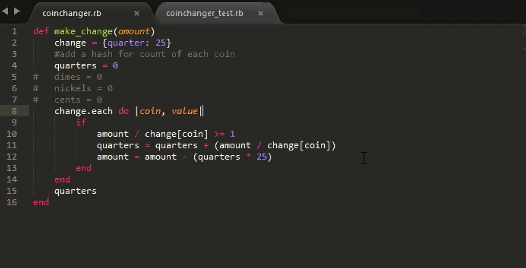 coinchanger.rb × coinchanger_test.rb ×
1 def make_change(amount)
2 change = {quarter: 25}
3 #add a hash for count of each coin
4 quarters = 0
5 # dimes = 0
6 # nickels = 0
7 # cents = 0
8 change.each do |coin, value|
9 if
10 amount / change[coin] >= 1
11 quarters = quarters + (amount / change[coin])
12 amount = amount - (quarters * 25)
13 end
14 end
15 quarters
16 end